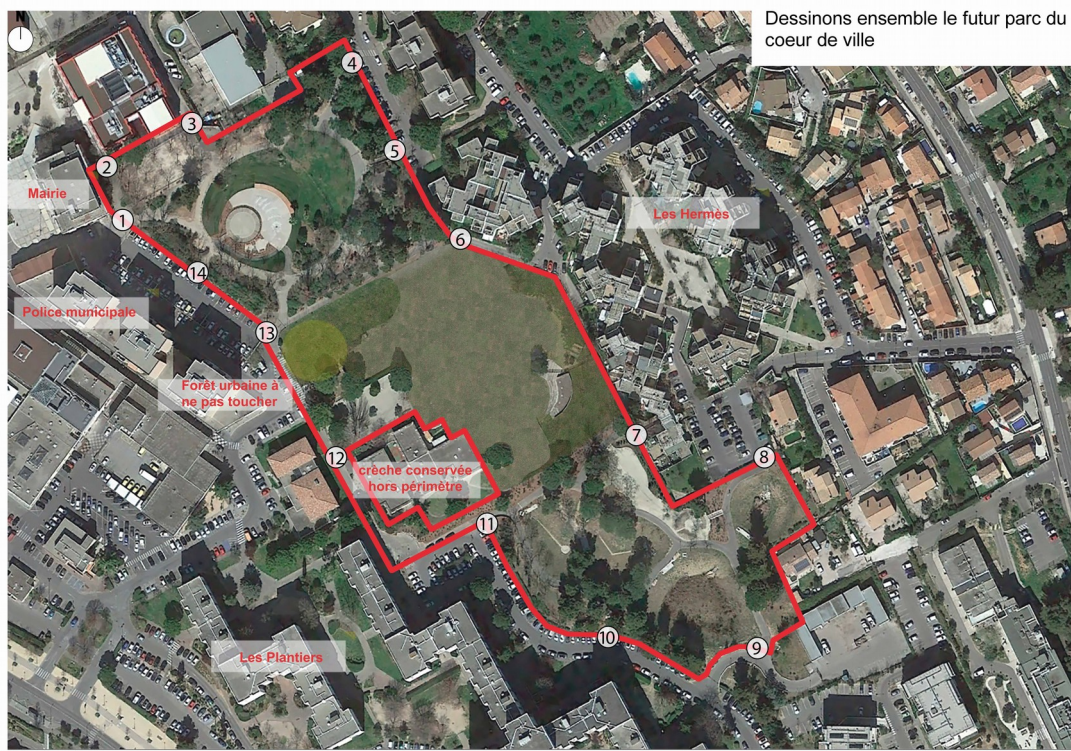 N
Dessinons ensemble le futur parc du
coeur de ville
4
3
5
2
Mairie
Les Hermès
1
6
14
Police municipale
13
Forêt urbaine à
ne pas toucher
7
12
8
crèche conservée
hors périmètre
11
10
9
Les Plantiers